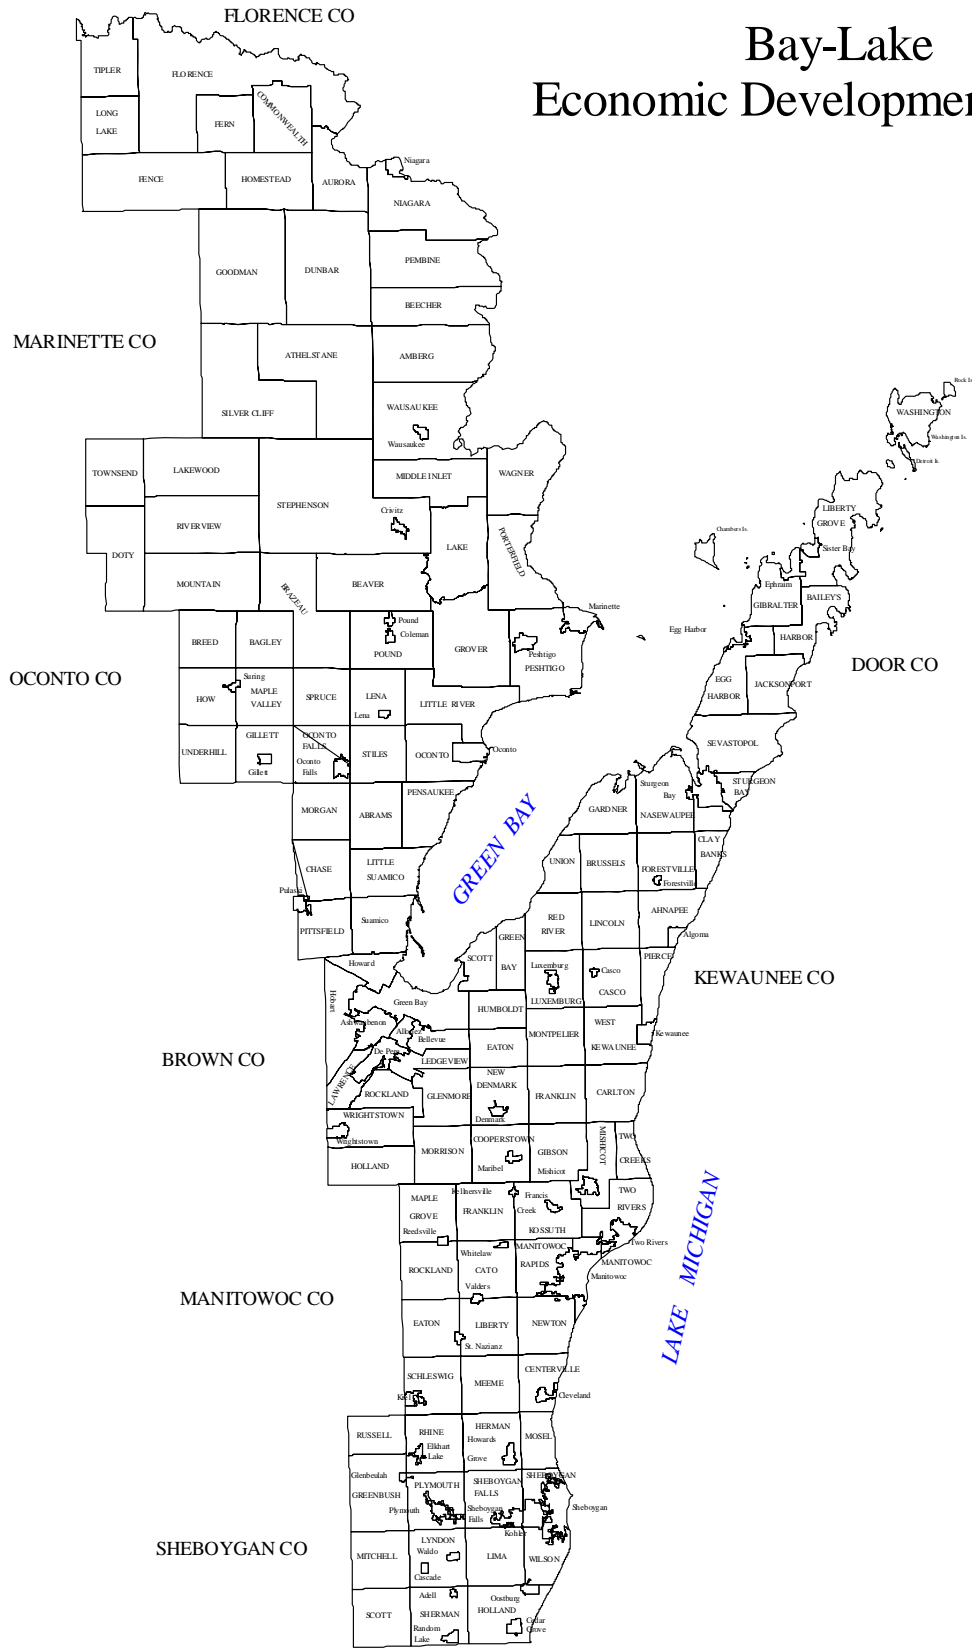 FLORENCE CO
Bay-Lake
Economic Developmen
TIPLER
FLORENCE
LONG
LAKE
FERN
COMMONWEALTH
FENCE
HOMESTEAD
AURORA
Niagara
NIAGARA
GOODMAN
DUNBAR
PEMBINE
BEECHER
MARINETTE CO
ATHELSTANE
AMBERG
SILVER CLIFF
WAUSAUKEE
Wausaukee
Rock Is.
WASHINGTON
Washington Is.
Detroit Is.
TOWNSEND
LAKEWOOD
STEPHENSON
MIDDLE INLET
WAGNER
RIVERVIEW
Crivitz
LAKE
PORTERFIELD
DOTY
MOUNTAIN
BRAZEAU
BEAVER
LIBERTY
GROVE
Chambers Is.
Sister Bay
Ephraim
GIBRALTER
BAILEY'S
HARBOR
Marinette
Egg Harbor
BREED
BAGLEY
Pound
Coleman
POUND
GROVER
Peshtigo
PESHTIGO
OCONTO CO
DOOR CO
HOW
Suring
MAPLE
VALLEY
SPRUCE
LENA
Lena
LITTLE RIVER
EGG
HARBOR
JACKSONPORT
UNDERHILL
GILLETT
Gillett
OCONTO
FALLS
Oconto
Falls
STILES
OCONTO
Oconto
SEVASTOPOL
MORGAN
ABRAMS
PENSAUKEE
GREEN BAY
Sturgeon
Bay
STURGEON
BAY
GARDNER
NASEWAUPEE
CLAY
BANKS
CHASE
LITTLE
SUAMICO
UNION
BRUSSELS
FORESTVILLE
Forestville
Pulaski
PITTSFIELD
Suamico
RED
RIVER
LINCOLN
AHNAPEE
Algoma
Howard
SCOTT
GREEN
BAY
Luxemburg
LUXEMBURG
Casco
CASCO
PIERCE
KEWAUNEE CO
Hobart
Green Bay
Ashwaubenon
Allouez
Bellevue
HUMBOLDT
MONTPELIER
WEST
KEWAUNEE
Kewaunee
BROWN CO
De Pere
LEDGEVIEW
EATON
LAWRENCE
ROCKLAND
GLENMORE
NEW
DENMARK
Denmark
FRANKLIN
CARLTON
WRIGHTSTOWN
Wrightstown
HOLLAND
MORRISON
COOPERSTOWN
Maribel
GIBSON
Mishicot
MISHICOT
TWO
CREEKS
MAPLE
GROVE
Reedsville
Kellnersville
FRANKLIN
Francis
Creek
KOSSUTH
TWO
RIVERS
Two Rivers
LAKE MICHIGAN
MANITOWOC CO
ROCKLAND
Whitelaw
CATO
Valders
MANITOWOC
RAPIDS
MANITOWOC
Manitowoc
EATON
LIBERTY
St. Nazianz
NEWTON
SCHLESWIG
Kiel
MEEME
CENTERVILLE
Cleveland
RUSSELL
RHINE
Elkhart
Lake
HERMAN
Howards
Grove
MOSEL
Glenbeulah
GREENBUSH
PLYMOUTH
Plymouth
SHEBOYGAN
FALLS
Sheboygan
Falls
SHEBOYGAN
Sheboygan
Kohler
SHEBOYGAN CO
MITCHELL
LYNDON
Waldo
Cascade
LIMA
WILSON
SCOTT
Adell
SHERMAN
Random
Lake
Oostburg
HOLLAND
Cedar
Grove